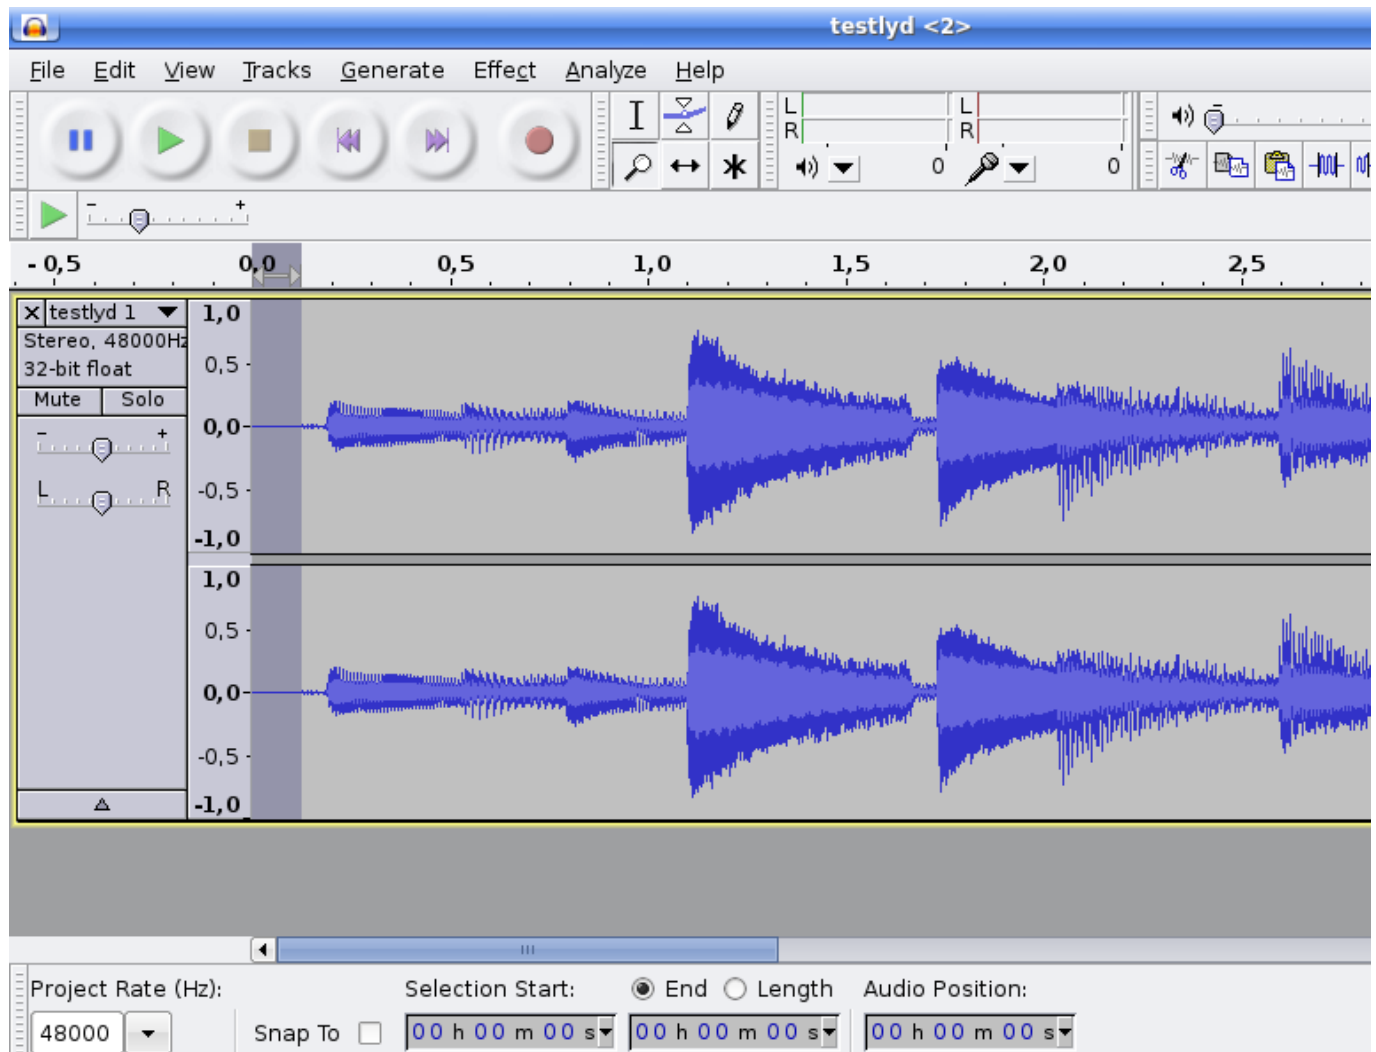 testlyd <2>
File Edit View Tracks Generate Effect Analyze Help
L L
R R
0 0
- +
- 0,5 0,0 0,5 1,0 1,5 2,0 2,5
testlyd 1
Stereo, 48000Hz
32-bit float
Mute Solo
- +
L R
1,0
0,5
0,0
-0,5
-1,0
1,0
0,5
0,0
-0,5
-1,0
Project Rate (Hz): Selection Start: End Length Audio Position:
48000 Snap To 00 h 00 m 00 s 00 h 00 m 00 s 00 h 00 m 00 s